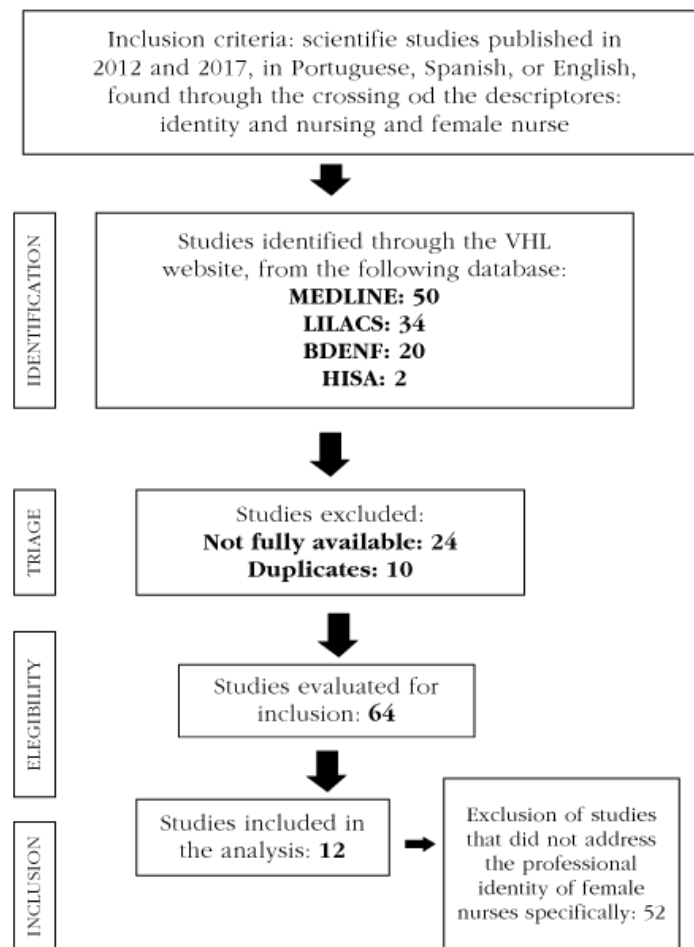 Inclusion criteria: scientifie studies published in
2012 and 2017, in Portuguese, Spanish, or English,
found through the crossing od the descriptores:
identity and nursing and female nurse
IDENTIFICATION
Studies identified through the VHL
website, from the following database:
MEDLINE: 50
LILACS: 34
BDENF: 20
HISA: 2
TRIAGE
Studies excluded:
Not fully available: 24
Duplicates: 10
ELEGIBILITY
Studies evaluated for
inclusion: 64
INCLUSION
Studies included in
the analysis: 12
Exclusion of studies
that did not address
the professional
identity of female
nurses specifically: 52